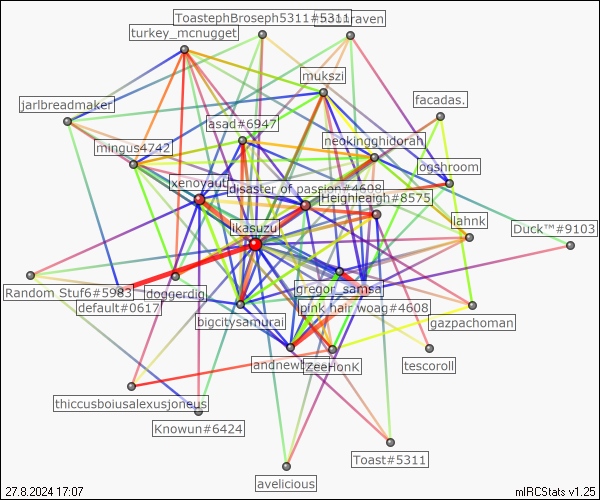 ToastephBroseph5311#5311
raven
turkey_mcnugget
mukszi
facadas.
jarlbreadmaker
asad#6947
neokingghidorah
mingus4742
ogshroom
xenoyaut
disaster of passion#4608
Heighleaigh#8575
lahnk
ikasuzu
Duck™#9103
Random Stuf6#5983
doggerdig
gregor_samsa
default#0617
pink hair woag#4608
bigcitysamurai
gazpachoman
andnewt
ZeeHonK
tescoroll
thiccusboiusalexusjoneus
Knowun#6424
Toast#5311
avelicious
27.8.2024 17:07
mIRCStats v1.25